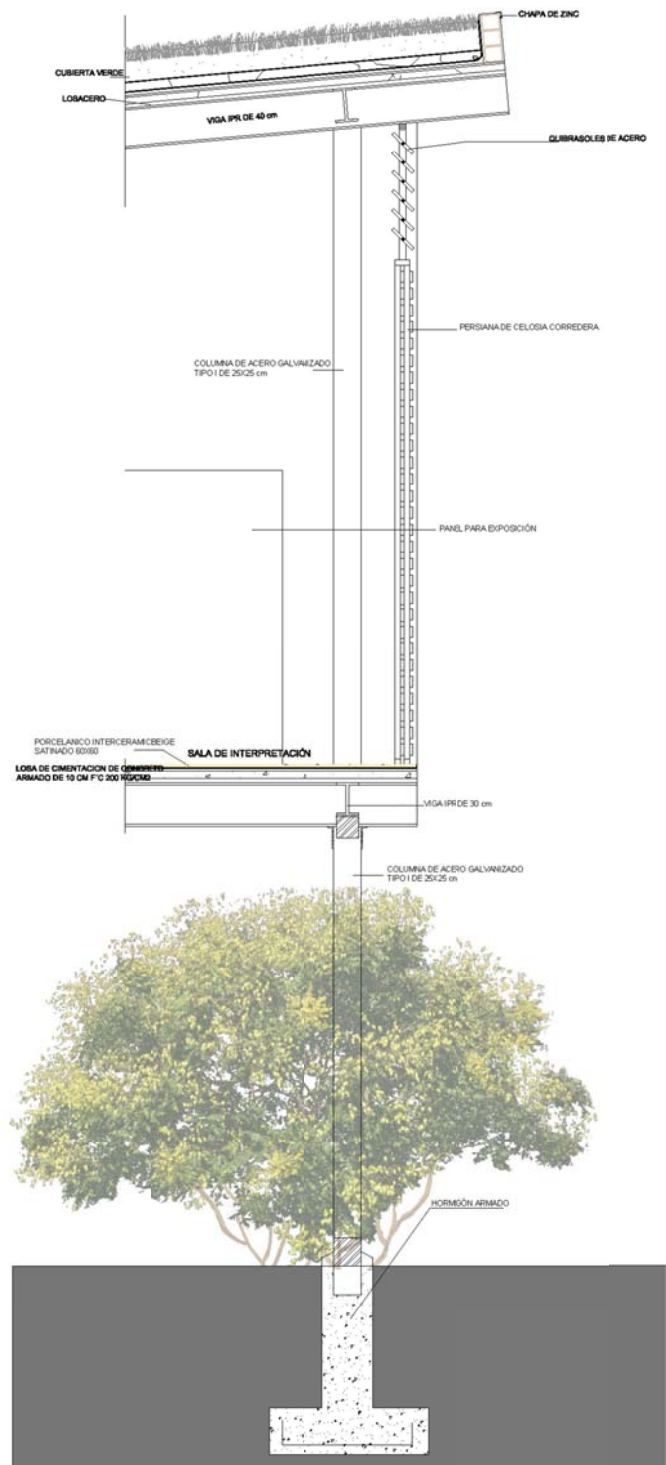 CHAPA DE ZINC
CUBIERTA VERDE
LOSACERO
VIGA IPR DE 40 cm
QUIBRASOLES DE ACERO
PERSIANA DE CELOSIA CORREDERA
COLUMNA DE ACERO GALVANIZADO
TIPO I DE 25X25 cm
PANEL PARA EXPOSICIÓN
PORCELANICO INTERCERAMICBEIGE
SATINADO 60X60
SALA DE INTERPRETACIÓN
LOSA DE CIMENTACION DE CONCRETO
ARMADO DE 10 CM F'C 200 KG/CM2
VIGA IPR DE 30 cm
COLUMNA DE ACERO GALVANIZADO
TIPO I DE 25X25 cm
HORMIGÓN ARMADO